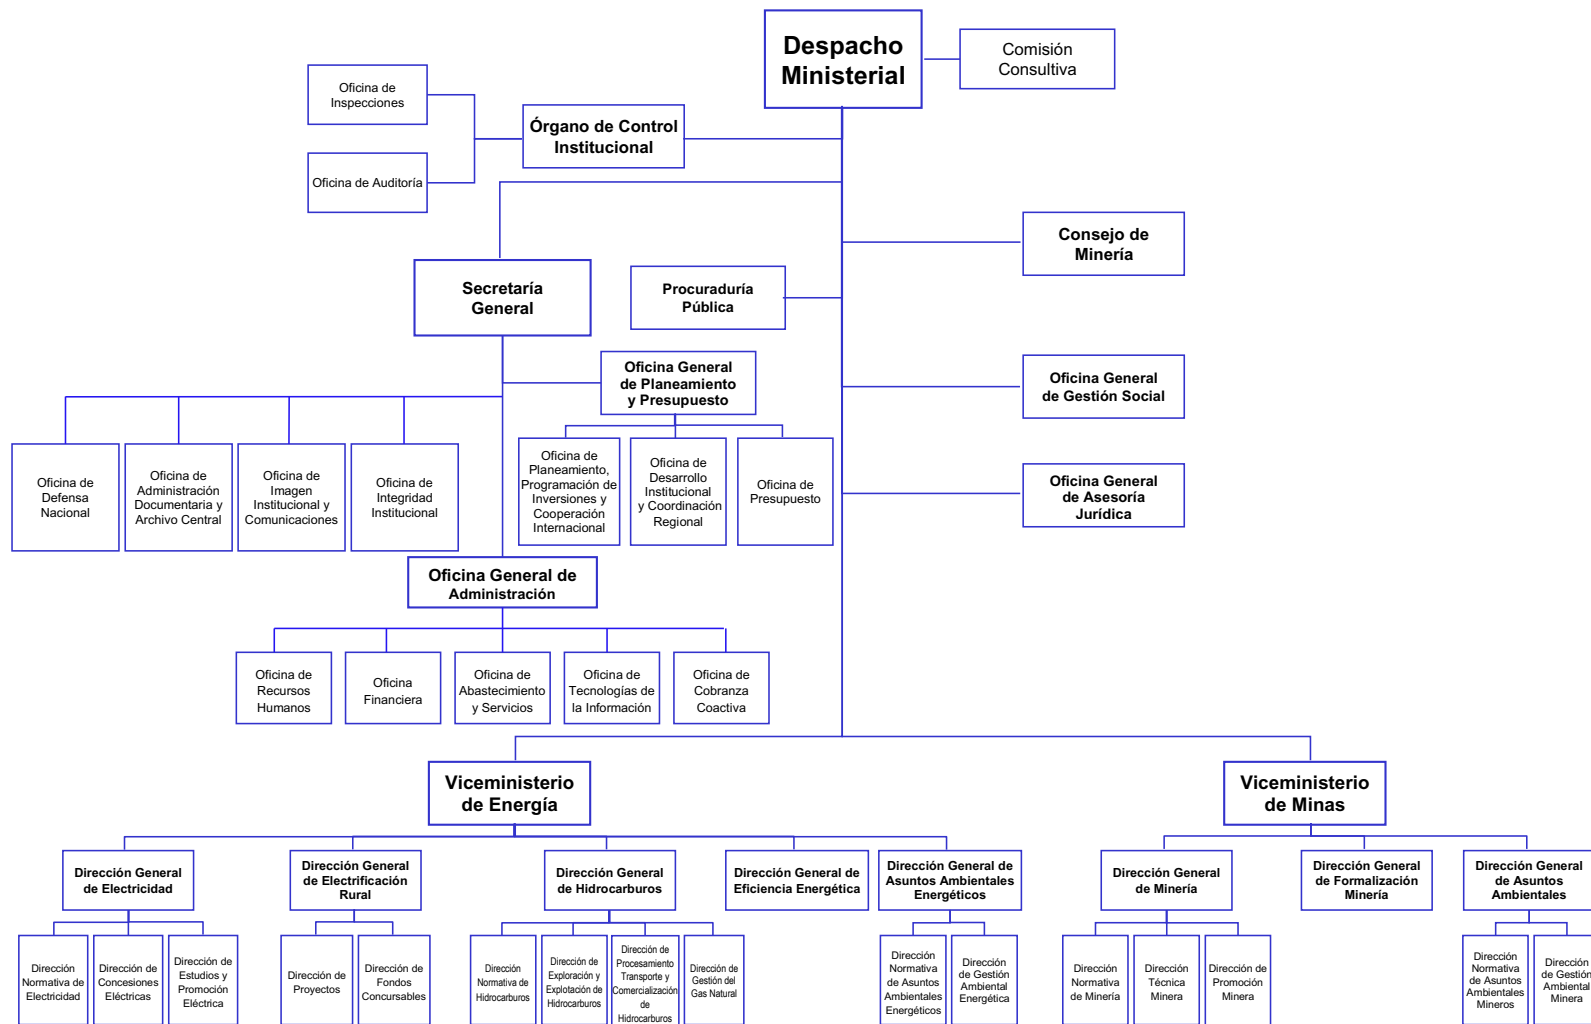 Despacho
Ministerial
Comisión
Consultiva
Oficina de
Inspecciones
Órgano de Control
Institucional
Oficina de Auditoría
Consejo de
Minería
Secretaría
General
Procuraduría
Pública
Oficina General
de Planeamiento
y Presupuesto
Oficina General
de Gestión Social
Oficina de
Defensa
Nacional
Oficina de
Administración
Documentaria y
Archivo Central
Oficina de
Imagen
Institucional y
Comunicaciones
Oficina de
Integridad
Institucional
Oficina de
Planeamiento,
Programación de
Inversiones y
Cooperación
Internacional
Oficina de
Desarrollo
Institucional
y Coordinación
Regional
Oficina de
Presupuesto
Oficina General
de Asesoría
Jurídica
Oficina General de
Administración
Oficina de
Recursos
Humanos
Oficina
Financiera
Oficina de
Abastecimiento
y Servicios
Oficina de
Tecnologías de
la Información
Oficina de
Cobranza
Coactiva
Viceministerio
de Energía
Viceministerio
de Minas
Dirección General
de Electricidad
Dirección General
de Electrificación
Rural
Dirección General
de Hidrocarburos
Dirección General de
Eficiencia Energética
Dirección General de
Asuntos Ambientales
Energéticos
Dirección General
de Minería
Dirección General
de Formalización
Minería
Dirección General
de Asuntos
Ambientales
Dirección
Normativa de
Electricidad
Dirección de
Concesiones
Eléctricas
Dirección de
Estudios y
Promoción
Eléctrica
Dirección de
Proyectos
Dirección de
Fondos
Concursables
Dirección
Normativa de
Hidrocarburos
Dirección de
Exploración y
Explotación de
Hidrocarburos
Dirección de
Procesamiento
Transporte y
Comercialización
de
Hidrocarburos
Dirección de
Gestión del
Gas Natural
Dirección
Normativa
de Asuntos
Ambientales
Energéticos
Dirección
de Gestión
Ambiental
Energética
Dirección
Normativa
de Minería
Dirección
Técnica
Minera
Dirección de
Promoción
Minera
Dirección
Normativa
de Asuntos
Ambientales
Mineros
Dirección
de Gestión
Ambiental
Minera